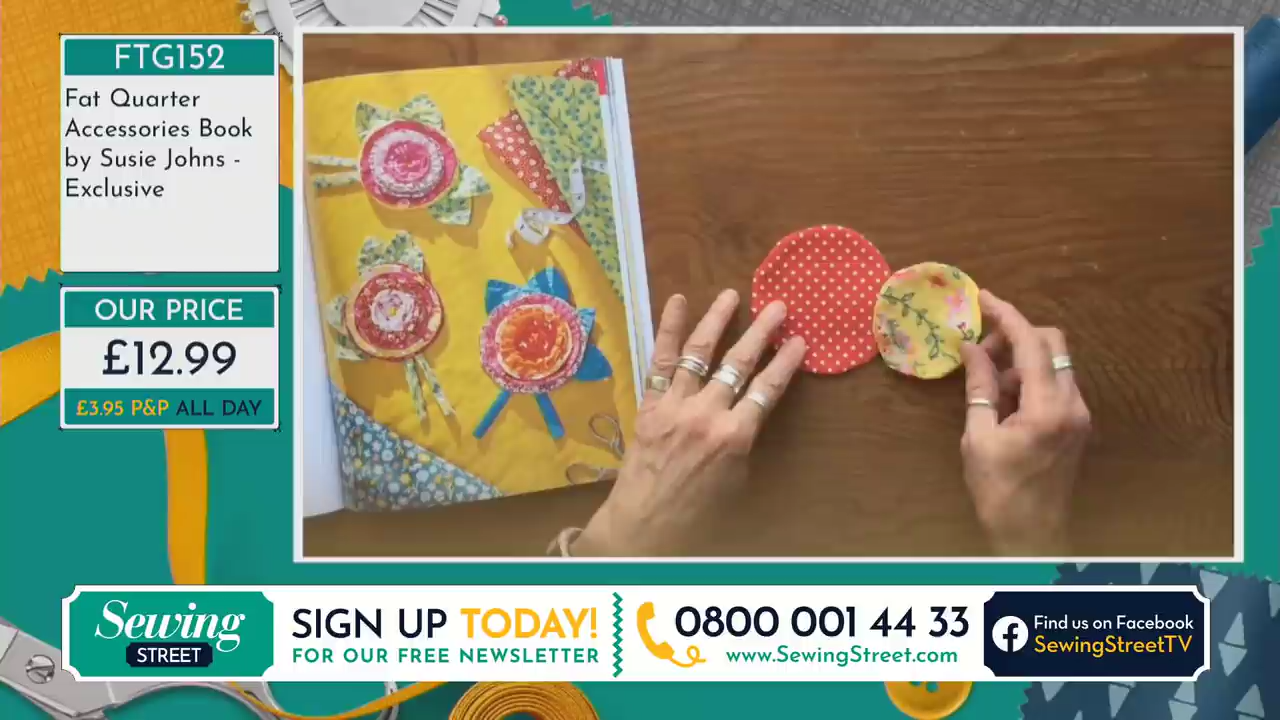 FTG152
Fat Quarter
Accessories Book
by Susie Johns -
Exclusive
OUR PRICE
£12.99
£3.95 P&P ALL DAY
Sewing
STREET
SIGN UP TODAY!
FOR OUR FREE NEWSLETTER
0800 001 44 33
www.SewingStreet.com
Find us on Facebook
SewingStreetTV